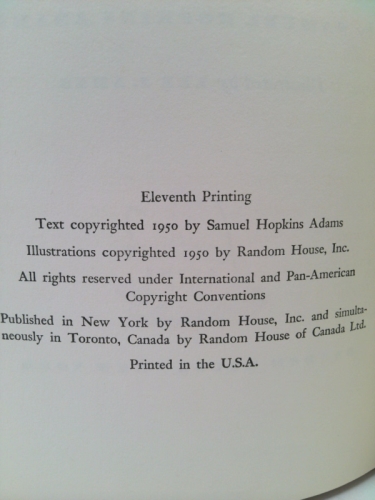 Eleventh Printing
Text copyrighted 1950 by Samuel Hopkins Adams
Illustrations copyrighted 1950 by Random House, Inc.
All rights reserved under International and Pan-American
Copyright Conventions
Published in New York by Random House, Inc. and simulta-
neously in Toronto, Canada by Random House of Canada Ltd.
Printed in the U.S.A.